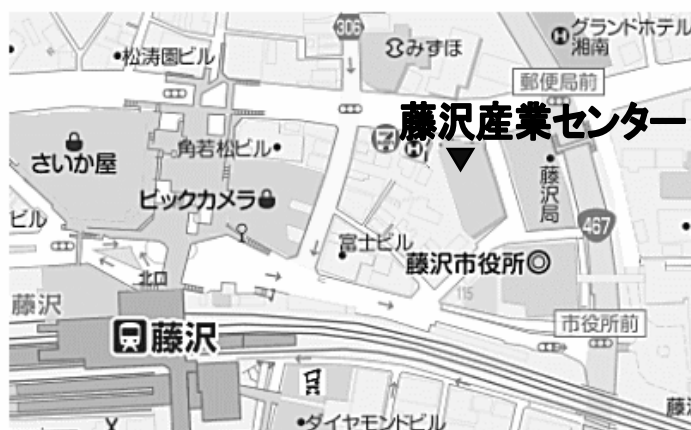 306
グランドホテル
湘南
みずほ
松涛園ビル
郵便局前
藤沢産業センター
角若松ビル
さいか屋
藤沢局
ビックカメラ
467
ビル
富士ビル
藤沢市役所
北口
115
藤沢
市役所前
藤沢
藤沢
ダイヤモンドビル